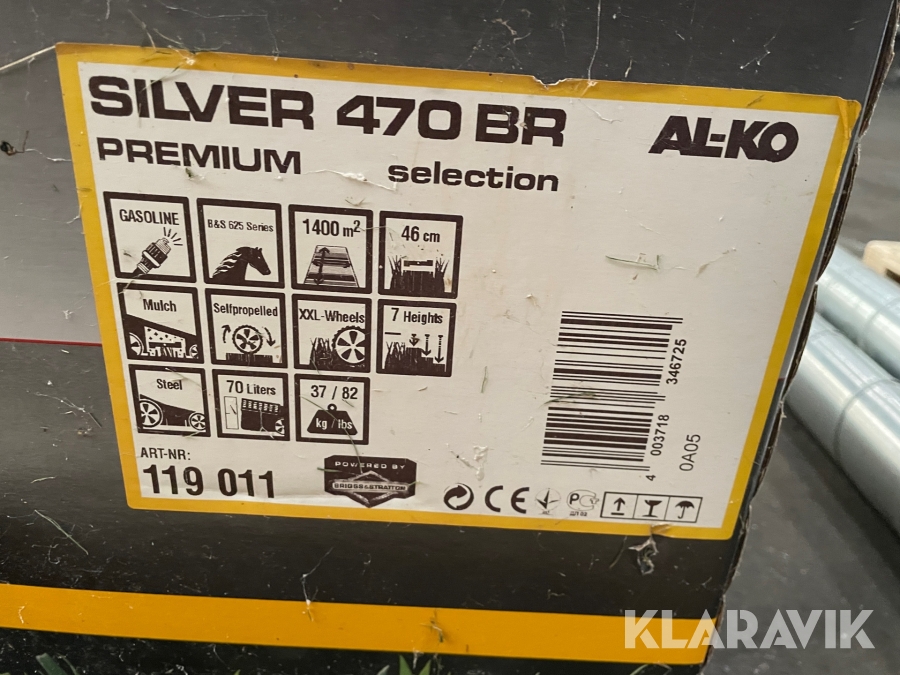 SILVER 470 BR
AL-KO
PREMIUM selection
GASOLINE
B&S 625 Series
1400 m²
46 cm
Mulch
Selfpropelled
XXL-Wheels
7 Heights
Steel
70 Liters
37 / 82
kg / lbs
ART-NR:
119 011
POWERED BY
BRIGGS & STRATTON
CE
4 003718 346725
0A05
KLARAVIK